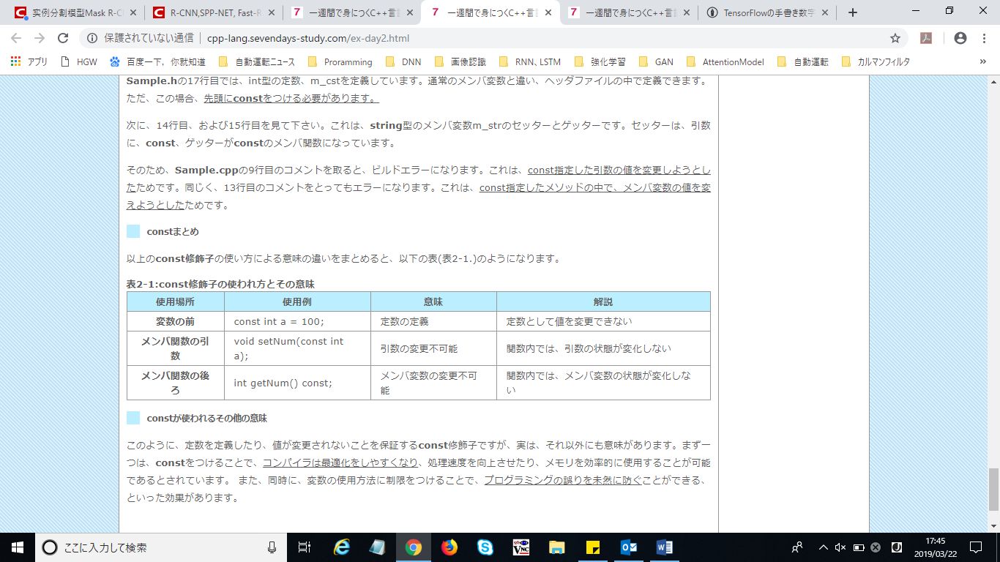 实例分割模型Mask R-C
R-CNN,SPP-NET, Fast-R
一週間で身につくC++言
一週間で身につくC++言
一週間で身につくC++言
TensorFlowの手書き数字
保護されていない通信 | cpp-lang.sevendays-study.com/ex-day2.html
アプリ HGW 百度一下，你就知道 自動運転ニュース Proramming DNN 画像認識 RNN、LSTM 強化学習 GAN AttentionModel 自動運転 カルマンフィルタ »
Sample.hの17行目では、int型の定数、m_cstを定義しています。通常のメンバ変数と違い、ヘッダファイルの中で定義できます。
ただ、この場合、先頭にconstをつける必要があります。
次に、14行目、および15行目を見て下さい。これは、string型のメンバ変数m_strのセッターとゲッターです。セッターは、引数
に、const、ゲッターがconstのメンバ関数になっています。
そのため、Sample.cppの9行目のコメントを取ると、ビルドエラーになります。これは、const指定した引数の値を変更しようとし
たためです。同じく、13行目のコメントをとってもエラーになります。これは、const指定したメソッドの中で、メンバ変数の値を変
えようとしたためです。
constまとめ
以上のconst修飾子の使い方による意味の違いをまとめると、以下の表(表2-1.)のようになります。
表2-1:const修飾子の使われ方とその意味
使用場所 使用例 意味 解説
変数の前 const int a = 100; 定数の定義 定数として値を変更できない
メンバ関数の引
数
void setNum(const int
a);
引数の変更不可能
関数内では、引数の状態が変化しない
メンバ関数の後
ろ
int getNum() const;
メンバ変数の変更不可
能
関数内では、メンバ変数の状態が変化しな
い
constが使われるその他の意味
このように、定数を定義したり、値が変更されないことを保証するconst修飾子ですが、実は、それ以外にも意味があります。まず一
つは、constをつけることで、コンパイラは最適化をしやすくなり、処理速度を向上させたり、メモリを効率的に使用することが可能
であるとされています。 また、同時に、変数の使用方法に制限をつけることで、プログラミングの誤りを未然に防ぐことができる、
といった効果があります。
ここに入力して検索
17:45
2019/03/22